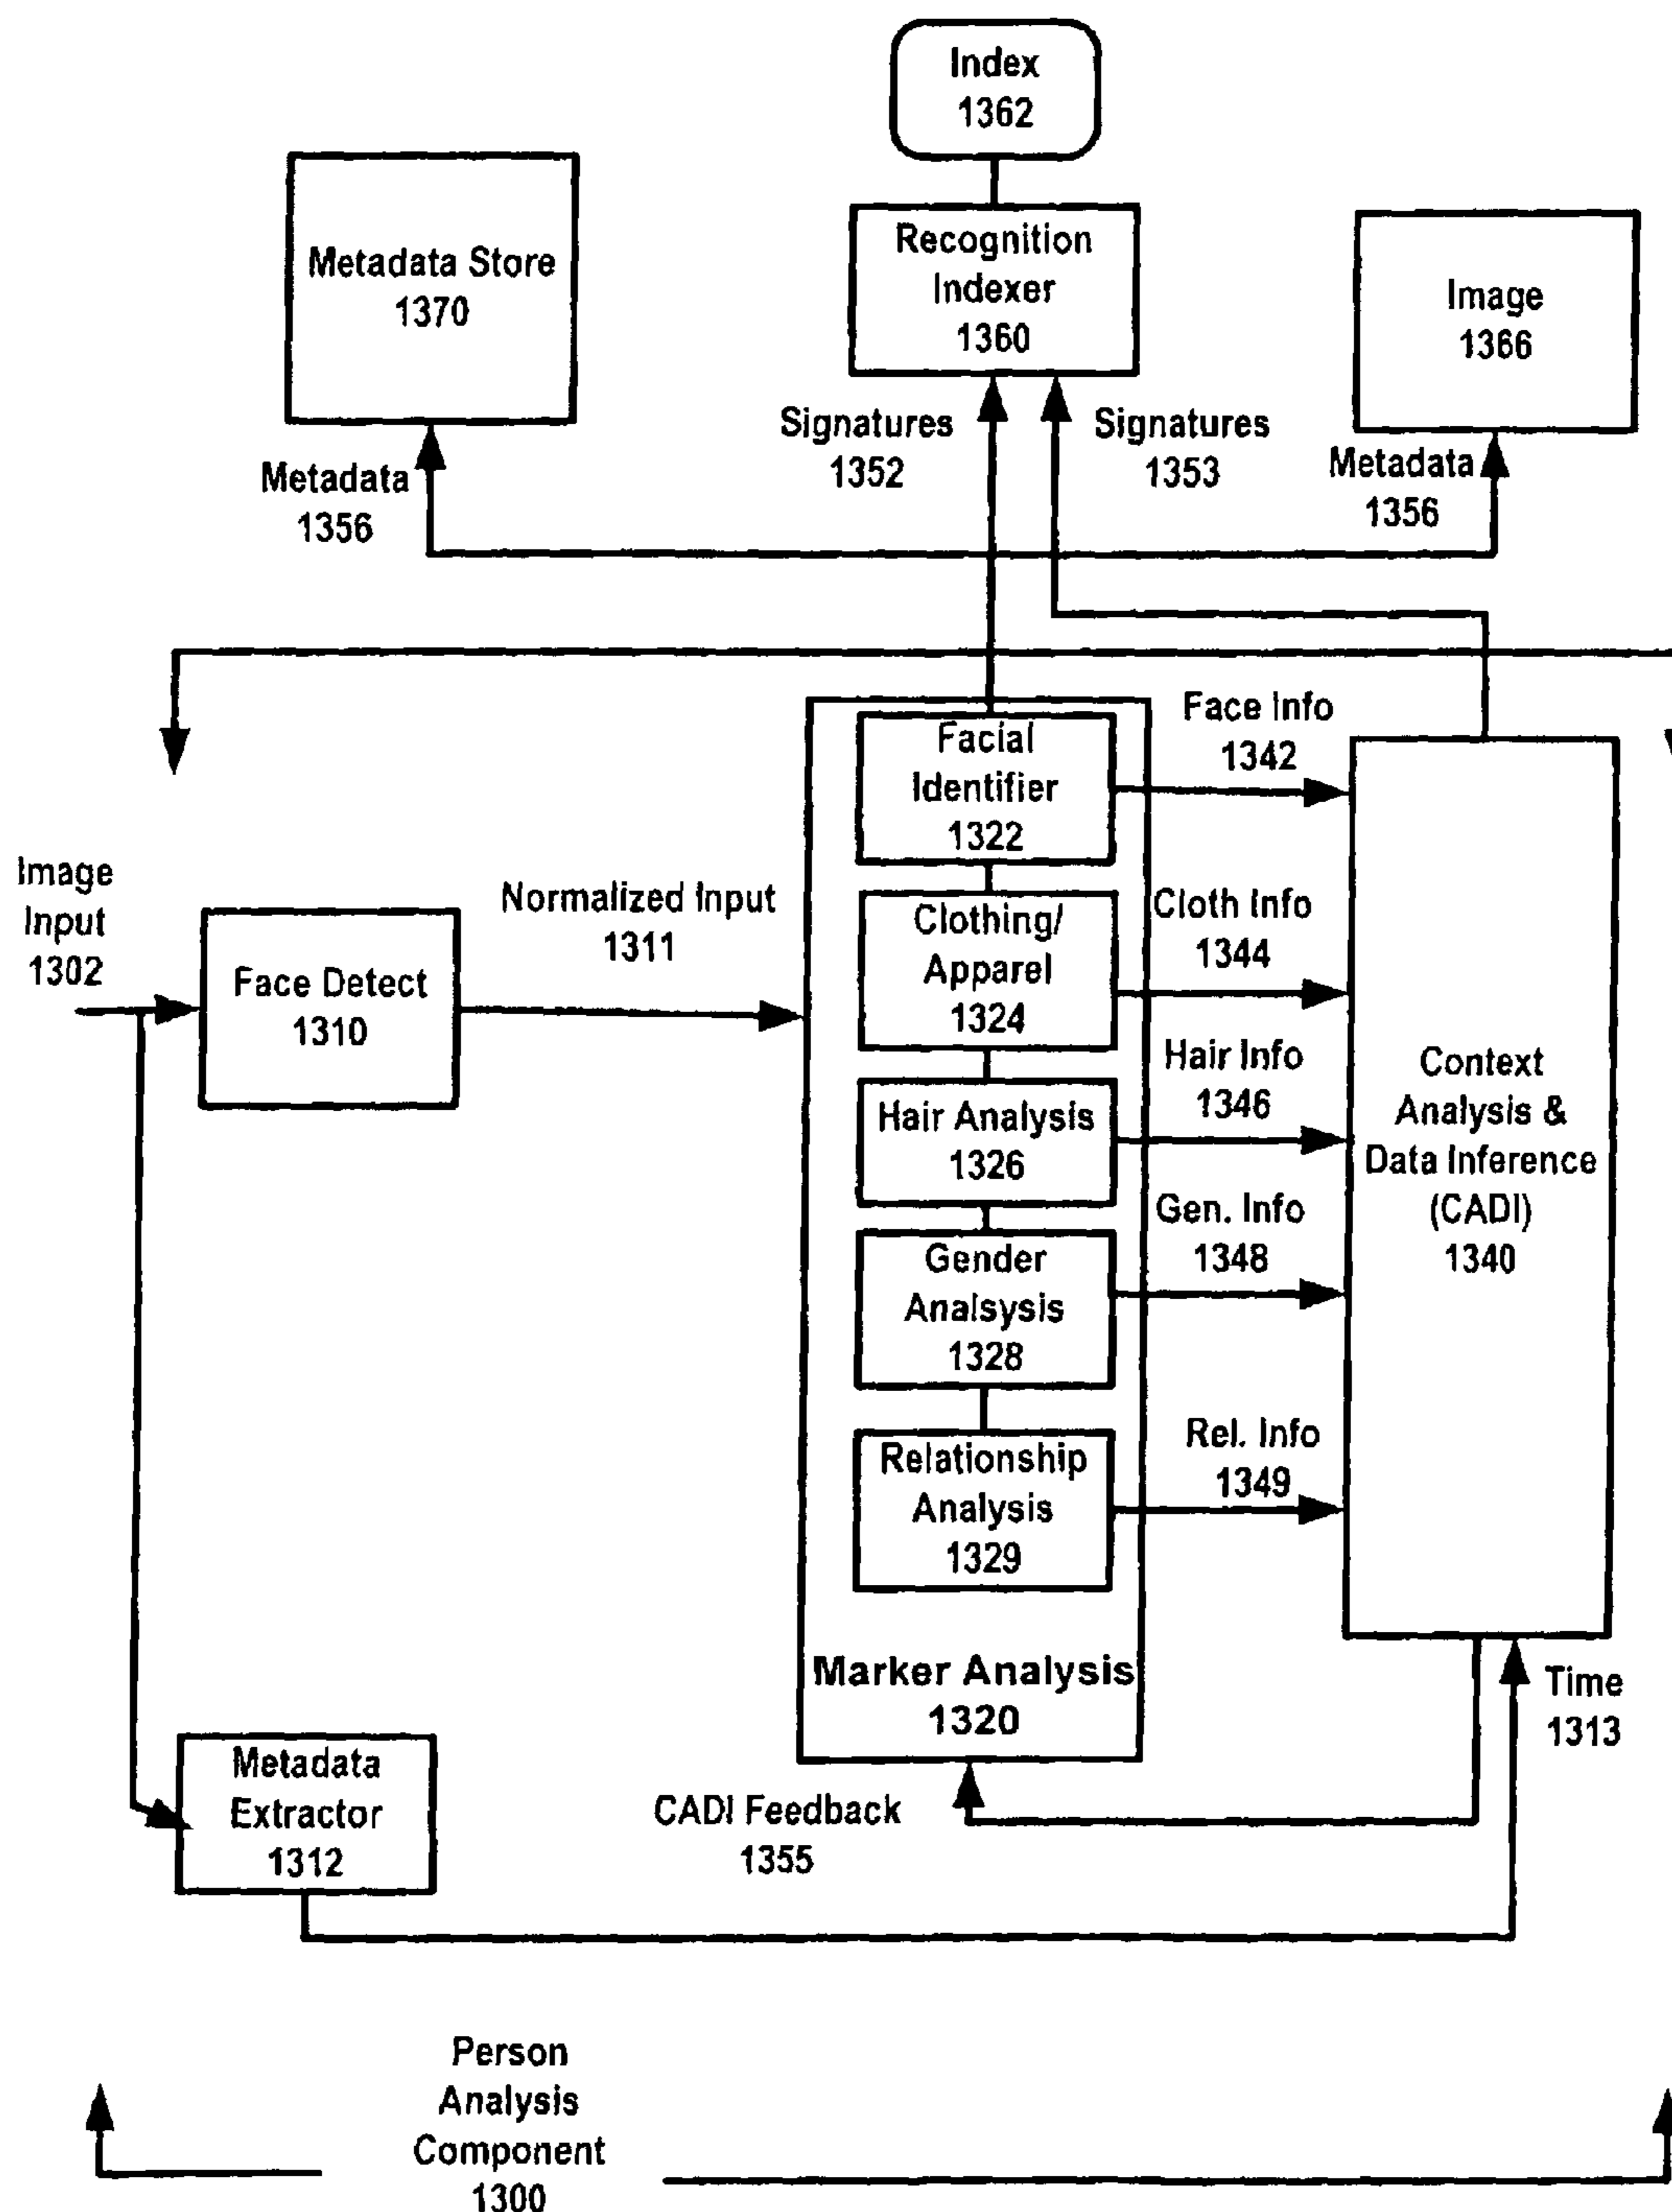 Index
1362
Metadata Store
1370
Recognition
Indexer
1360
Image
1366
Signatures
1352
Signatures
1353
Metadata
1356
Metadata
1356
Face Info
1342
Facial
Identifier
1322
Image
Input
1302
Normalized Input
1311
Face Detect
1310
Clothing/
Apparel
1324
Cloth Info
1344
Hair Info
1346
Hair Analysis
1326
Context
Analysis &
Data Inference
(CADI)
1340
Gen. Info
1348
Gender
Analsysis
1328
Rel. Info
1349
Relationship
Analysis
1329
Marker Analysis
1320
Time
1313
Metadata
Extractor
1312
CADI Feedback
1355
Person
Analysis
Component
1300